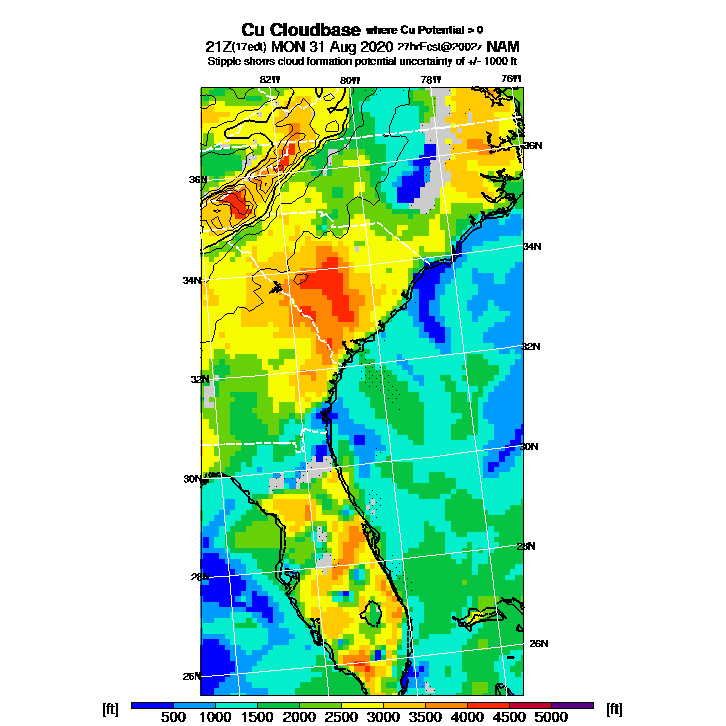 Cu Cloudbase where Cu Potential > 0
21Z(17edt) MON 31 Aug 2020 27hrFcst@2002z NAM
Stipple shows cloud formation potential uncertainty of +/- 1000 ft
82W 80W 78W 76W
36N
36N
34N
34N
32N
32N
30N
30N
28N
28N
26N
26N
[ft] [ft]
500 1000 1500 2000 2500 3000 3500 4000 4500 5000